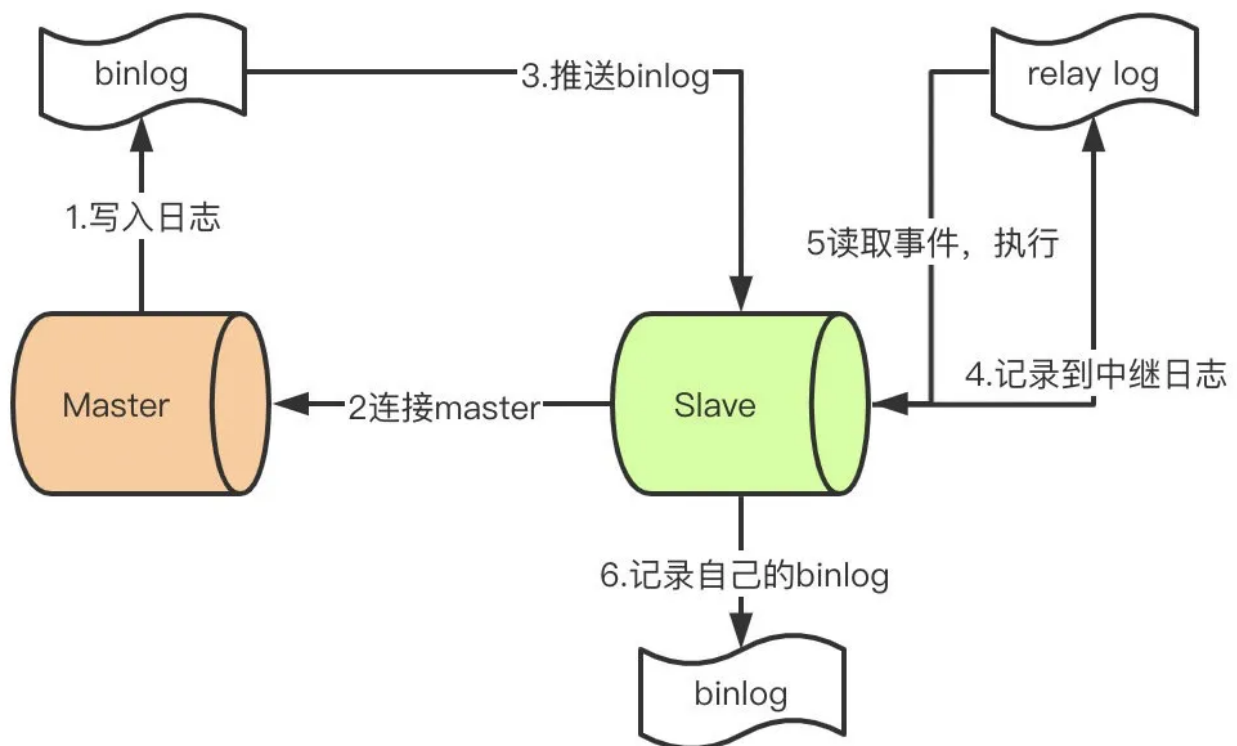 binlog
3.推送binlog
relay log
1.写入日志
5读取事件，执行
4.记录到中继日志
Master
2连接master
Slave
6.记录自己的binlog
binlog